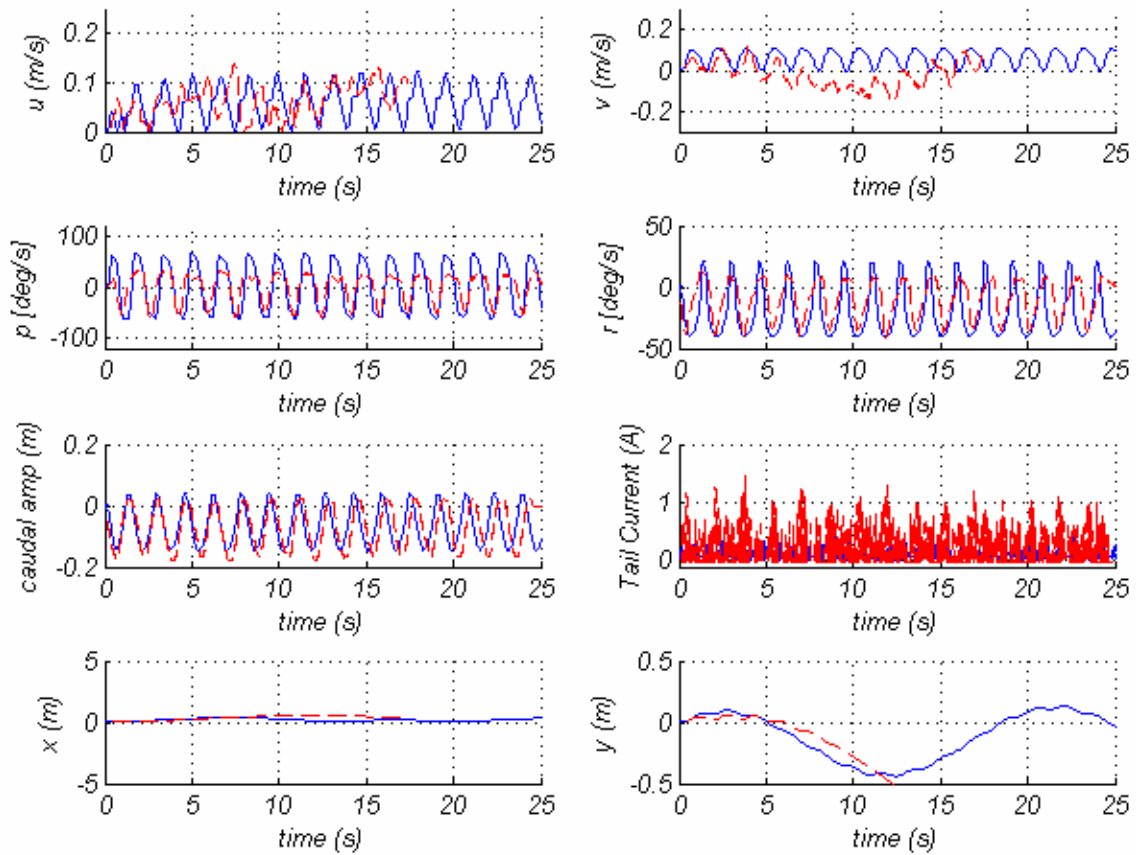 u (m/s)
0.2
0.1
0
0 5 10 15 20 25
time (s)
v (m/s)
0.2
0
-0.2
0 5 10 15 20 25
time (s)
p [deg/s]
100
0
-100
0 5 10 15 20 25
time (s)
r [deg/s]
50
0
-50
0 5 10 15 20 25
time (s)
caudal amp (m)
0.2
0
-0.2
0 5 10 15 20 25
time (s)
Tail Current (A)
2
1
0
0 5 10 15 20 25
time (s)
x (m)
5
0
-5
0 5 10 15 20 25
time (s)
y (m)
0.5
0
-0.5
0 5 10 15 20 25
time (s)